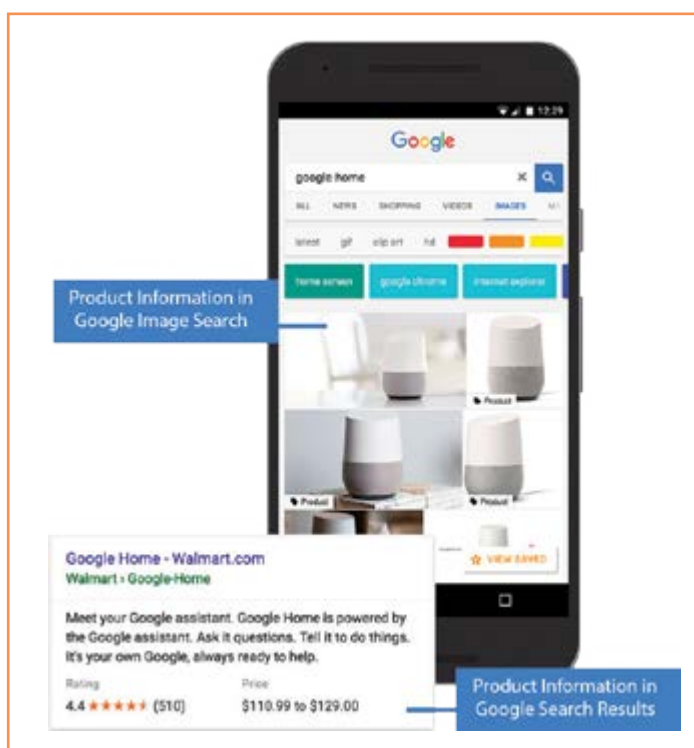 12:29
Google
google home
ALL NEWS SHOPPING VIDEOS IMAGES
latest gif clip art hd
home screen google chrome internet explorer
Product Information in
Google Image Search
Product
Product
Product
VIEW SAVED
Google Home - Walmart.com
Walmart › Google-Home
Meet your Google assistant. Google Home is powered by
the Google assistant. Ask it questions. Tell it to do things.
It's your own Google, always ready to help.
Rating Price
4.4 ★★★★★ (510) $110.99 to $129.00
Product Information in
Google Search Results